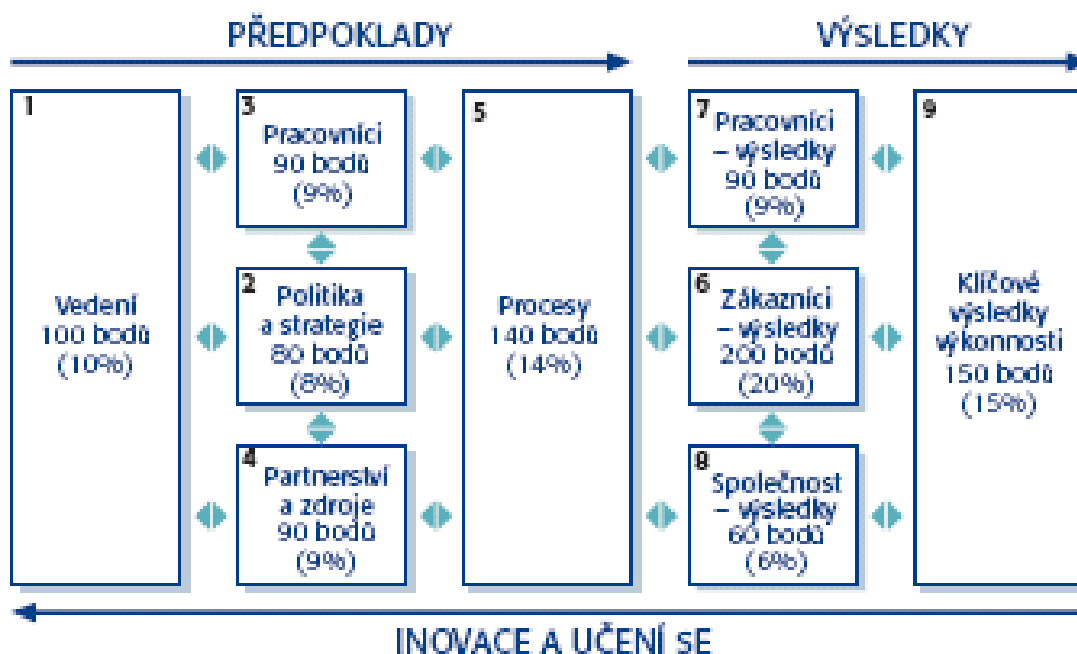 PŘEDPOKLADY
VÝSLEDKY
1
Vedení
100 bodů
(10%)
3
Pracovníci
90 bodů
(9%)
2
Politika
a strategie
80 bodů
(8%)
4
Partnerství
a zdroje
90 bodů
(9%)
5
Procesy
140 bodů
(14%)
7
Pracovníci
– výsledky
90 bodů
(9%)
6
Zákazníci
– výsledky
200 bodů
(20%)
8
Společnost
– výsledky
60 bodů
(6%)
9
Klíčové
výsledky
výkonnosti
150 bodů
(15%)
INOVACE A UČENÍ SE